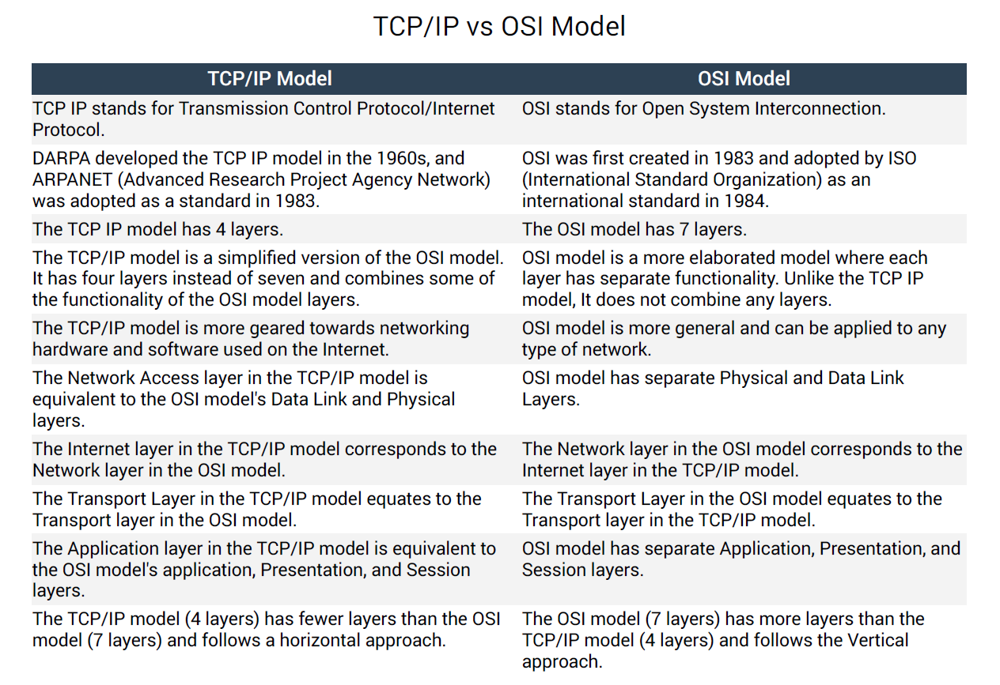 TCP/IP vs OSI Model
TCP/IP Model
OSI Model
TCP IP stands for Transmission Control Protocol/Internet
Protocol.
OSI stands for Open System Interconnection.
DARPA developed the TCP IP model in the 1960s, and
ARPANET (Advanced Research Project Agency Network)
was adopted as a standard in 1983.
OSI was first created in 1983 and adopted by ISO
(International Standard Organization) as an
international standard in 1984.
The TCP IP model has 4 layers.
The OSI model has 7 layers.
The TCP/IP model is a simplified version of the OSI model.
It has four layers instead of seven and combines some of
the functionality of the OSI model layers.
OSI model is a more elaborated model where each
layer has separate functionality. Unlike the TCP IP
model, It does not combine any layers.
The TCP/IP model is more geared towards networking
hardware and software used on the Internet.
OSI model is more general and can be applied to any
type of network.
The Network Access layer in the TCP/IP model is
equivalent to the OSI model's Data Link and Physical
layers.
OSI model has separate Physical and Data Link
Layers.
The Internet layer in the TCP/IP model corresponds to the
Network layer in the OSI model.
The Network layer in the OSI model corresponds to the
Internet layer in the TCP/IP model.
The Transport Layer in the TCP/IP model equates to the
Transport layer in the OSI model.
The Transport Layer in the OSI model equates to the
Transport layer in the TCP/IP model.
The Application layer in the TCP/IP model is equivalent to
the OSI model's application, Presentation, and Session
layers.
OSI model has separate Application, Presentation, and
Session layers.
The TCP/IP model (4 layers) has fewer layers than the OSI
model (7 layers) and follows a horizontal approach.
The OSI model (7 layers) has more layers than the
TCP/IP model (4 layers) and follows the Vertical
approach.